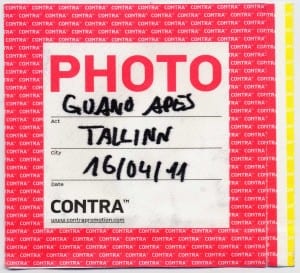 PHOTO
GUANO APES
Act
TALLINN
City
16/04/11
Date
CONTRA™
www.contrapromotion.com